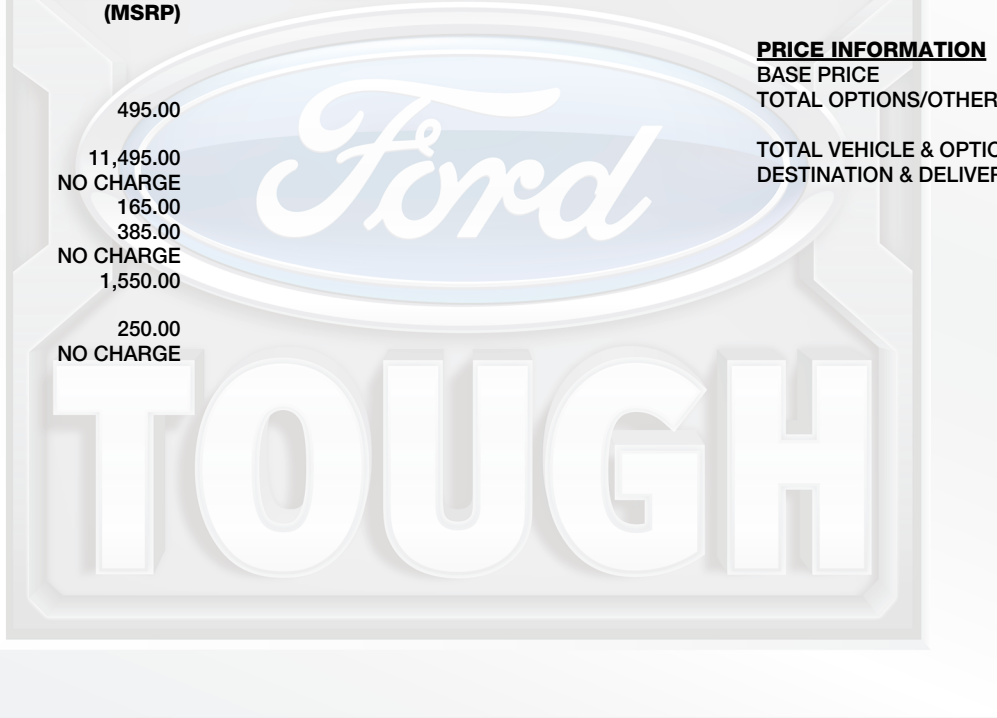 (MSRP)
495.00
11,495.00
NO CHARGE
165.00
385.00
NO CHARGE
1,550.00
250.00
NO CHARGE
PRICE INFORMATION
BASE PRICE
TOTAL OPTIONS/OTHER
TOTAL VEHICLE & OPTIO
DESTINATION & DELIVER
Ford
TOUGH